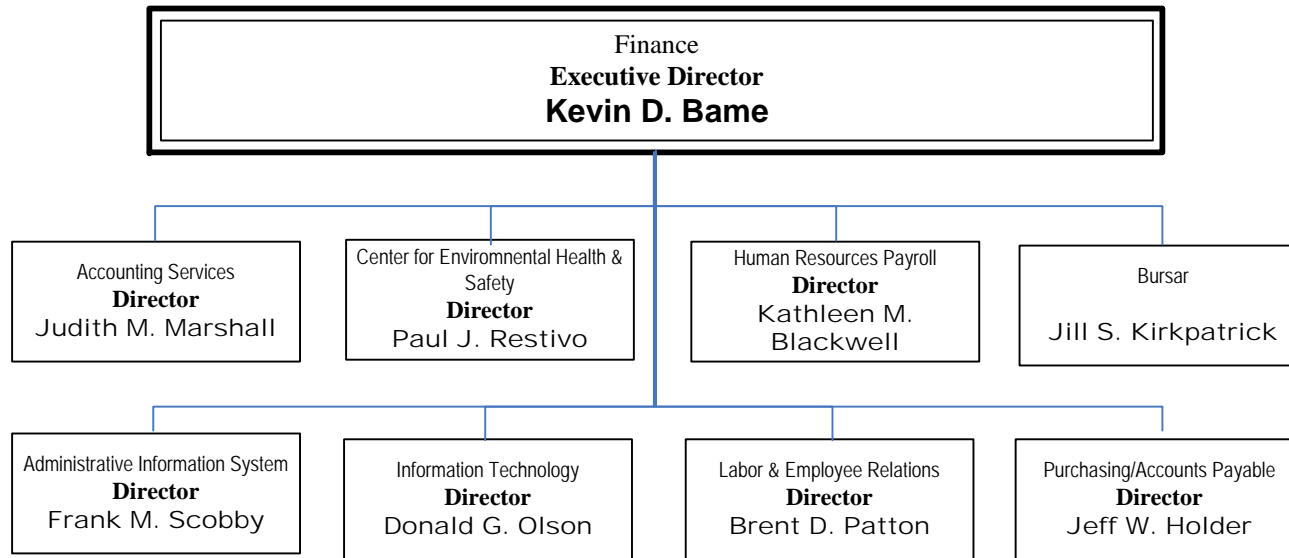 Finance
Executive Director
Kevin D. Bame
Accounting Services
Director
Judith M. Marshall
Center for Enviromnental Health &
Safety
Director
Paul J. Restivo
Human Resources Payroll
Director
Kathleen M.
Blackwell
Bursar
Jill S. Kirkpatrick
Administrative Information System
Director
Frank M. Scobby
Information Technology
Director
Donald G. Olson
Labor & Employee Relations
Director
Brent D. Patton
Purchasing/Accounts Payable
Director
Jeff W. Holder